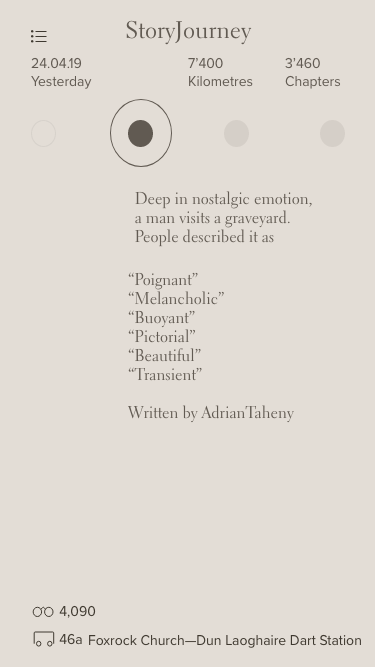 StoryJourney
24.04.19
Yesterday
7'400
Kilometres
3'460
Chapters
Deep in nostalgic emotion,
a man visits a graveyard.
People described it as
“Poignant”
“Melancholic”
“Buoyant”
“Pictorial”
“Beautiful”
“Transient”
Written by AdrianTaheny
4,090
46a Foxrock Church—Dun Laoghaire Dart Station